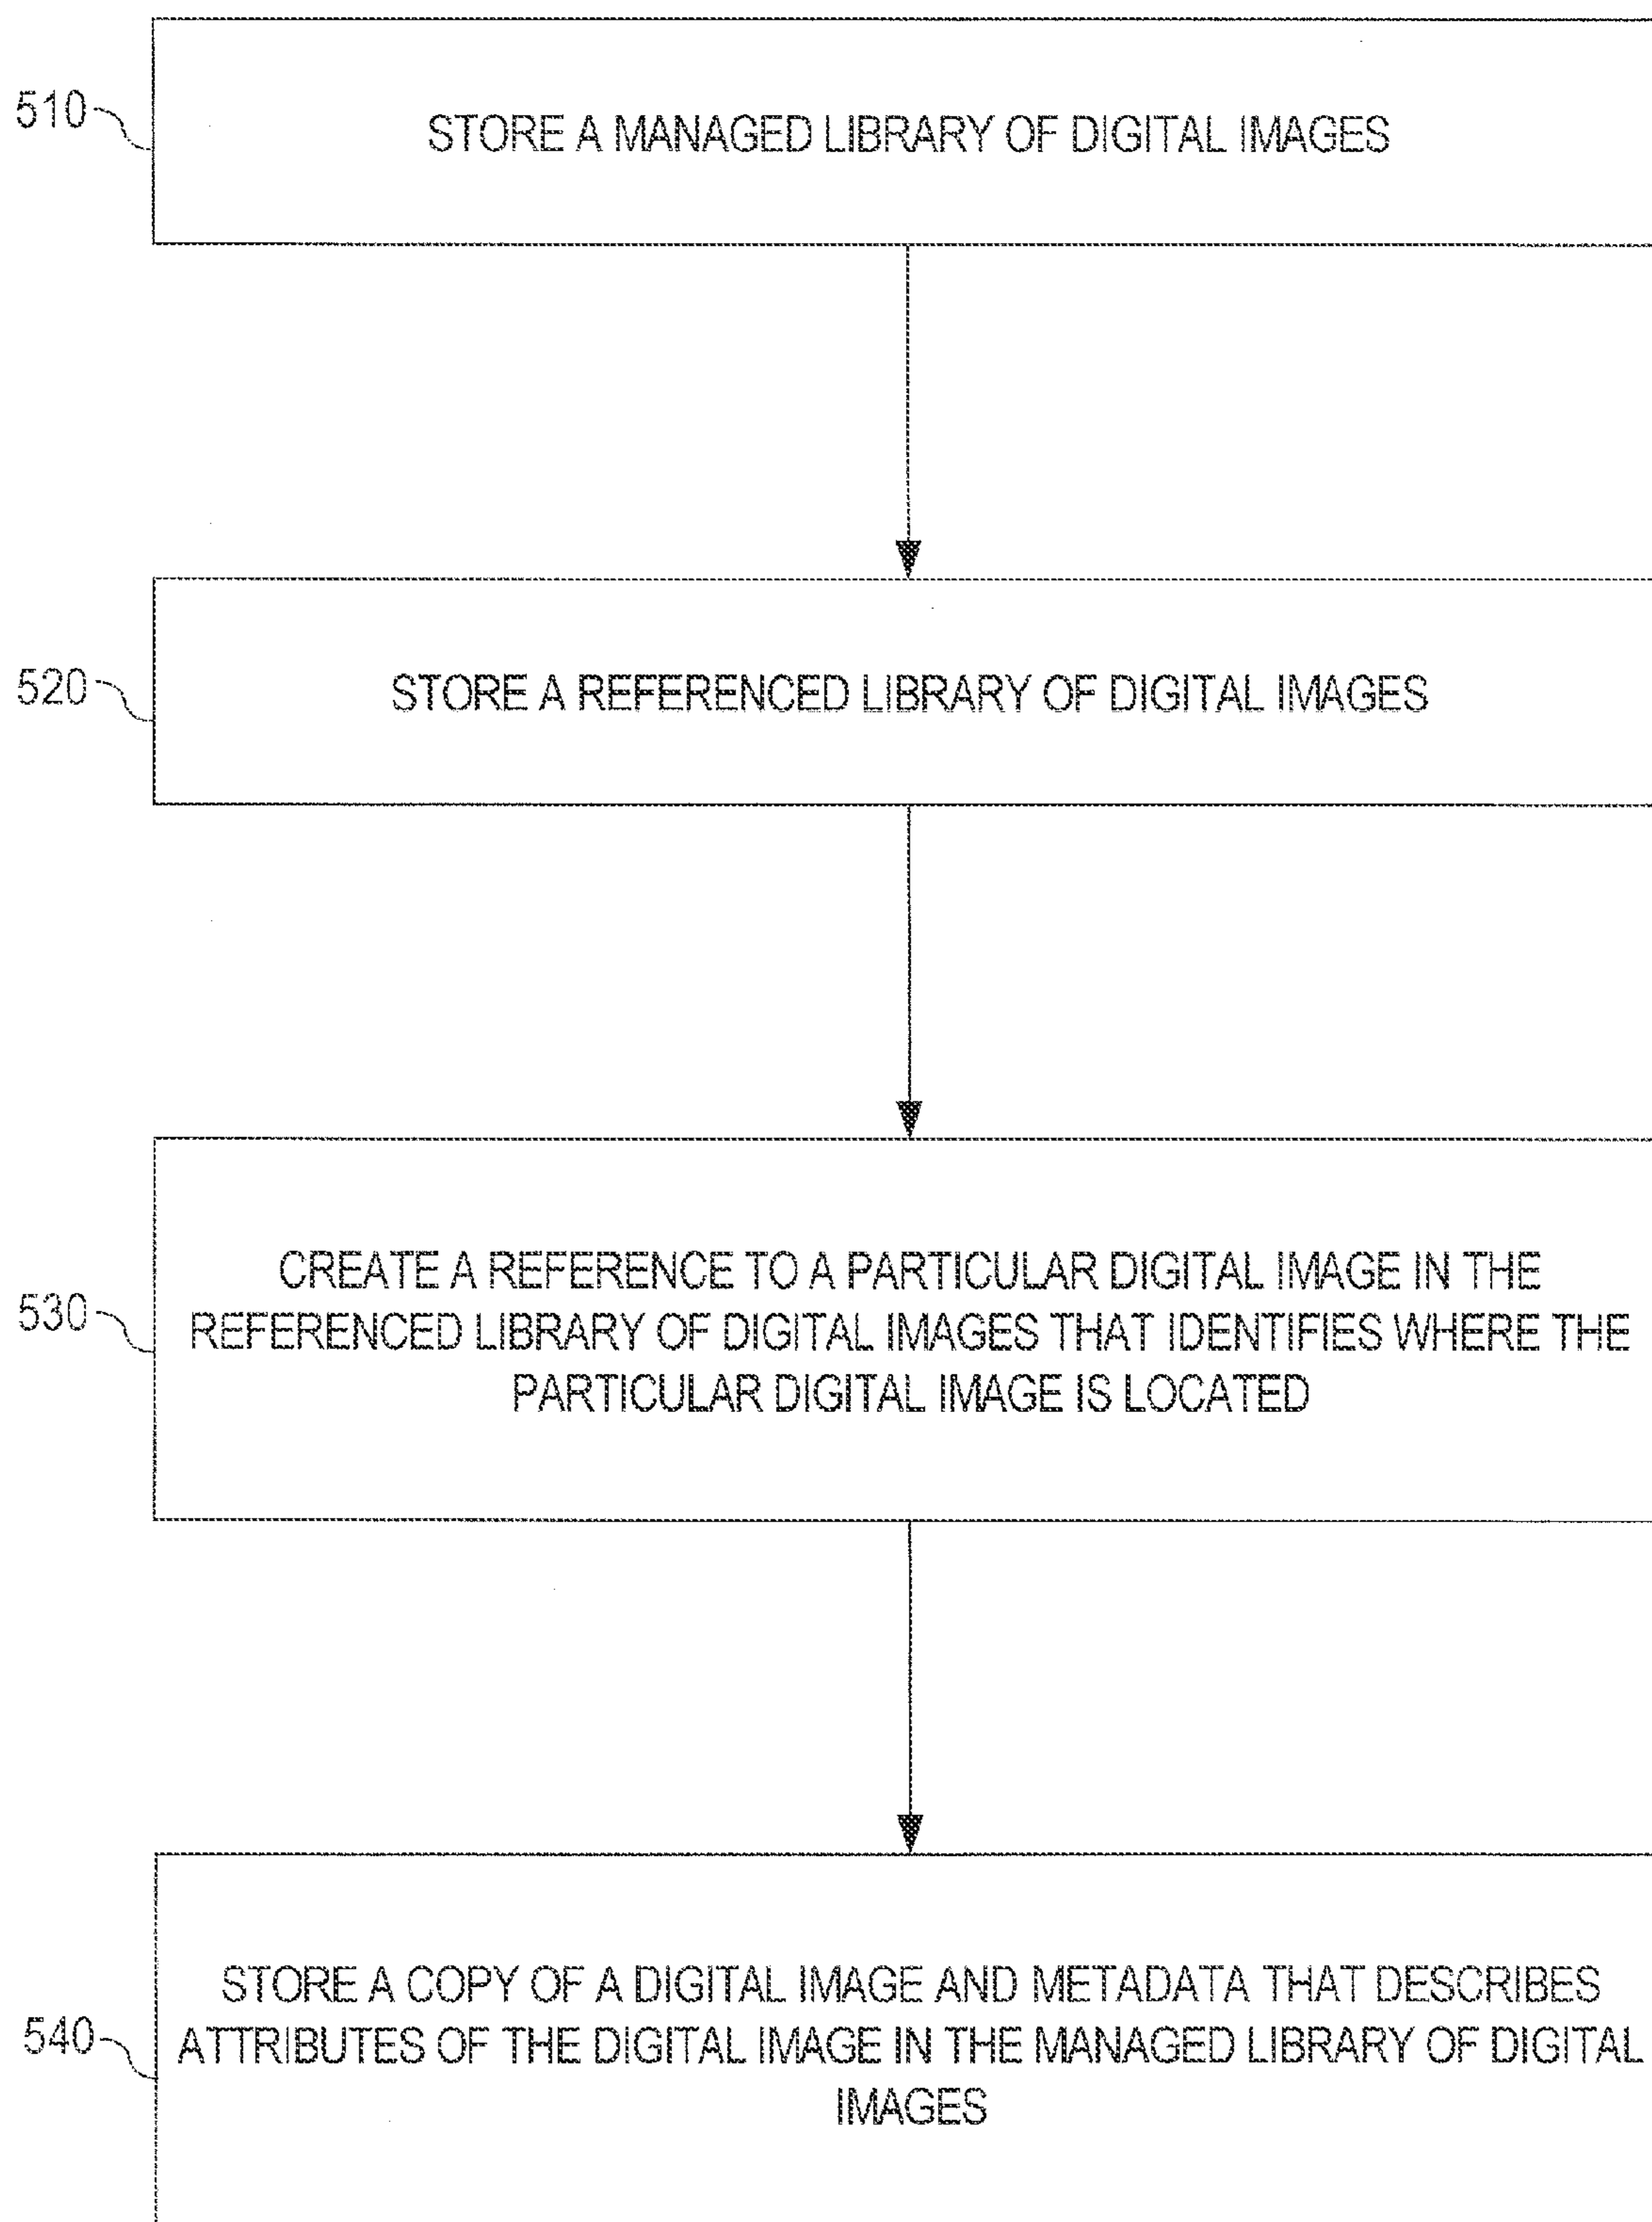 510
STORE A MANAGED LIBRARY OF DIGITAL IMAGES
520
STORE A REFERENCED LIBRARY OF DIGITAL IMAGES
530
CREATE A REFERENCE TO A PARTICULAR DIGITAL IMAGE IN THE
REFERENCED LIBRARY OF DIGITAL IMAGES THAT IDENTIFIES WHERE THE
PARTICULAR DIGITAL IMAGE IS LOCATED
540
STORE A COPY OF A DIGITAL IMAGE AND METADATA THAT DESCRIBES
ATTRIBUTES OF THE DIGITAL IMAGE IN THE MANAGED LIBRARY OF DIGITAL
IMAGES